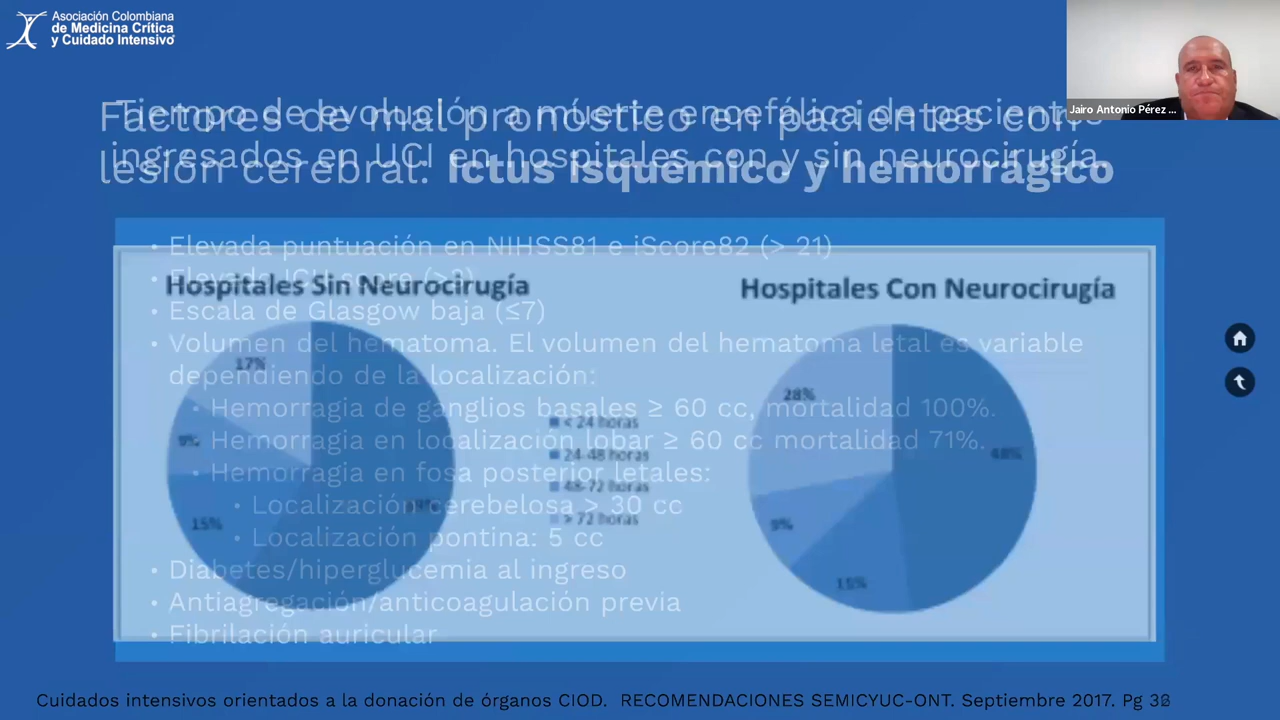 Asociación Colombiana
de Medicina Crítica
y Cuidado Intensivo
Jairo Antonio Pérez ...
Tiempo de evolución a muerte encefálica de pacientes
ingresados en UCI en hospitales con y sin neurocirugía.
Factores de mal pronóstico en pacientes con
lesión cerebral: Ictus isquémico y hemorrágico
• Elevada puntuación en NIHSS81 e iScore82 (> 21)
• Elevada ICH score (>3)
• Escala de Glasgow baja (≤7)
• Volumen del hematoma. El volumen del hematoma letal es variable
dependiendo de la localización:
• Hemorragia de ganglios basales ≥ 60 cc, mortalidad 100%.
• Hemorragia en localización lobar ≥ 60 cc mortalidad 71%.
• Hemorragia en fosa posterior letales:
• Localización cerebelosa > 30 cc
• Localización pontina: 5 cc
• Diabetes/hiperglucemia al ingreso
• Antiagregación/anticoagulación previa
• Fibrilación auricular
Hospitales Sin Neurocirugía
17%
9%
15%
< 24 horas
24-48 horas
48-72 horas
> 72 horas
Hospitales Con Neurocirugía
28%
48%
9%
15%
Cuidados intensivos orientados a la donación de órganos CIOD. RECOMENDACIONES SEMICYUC-ONT. Septiembre 2017. Pg